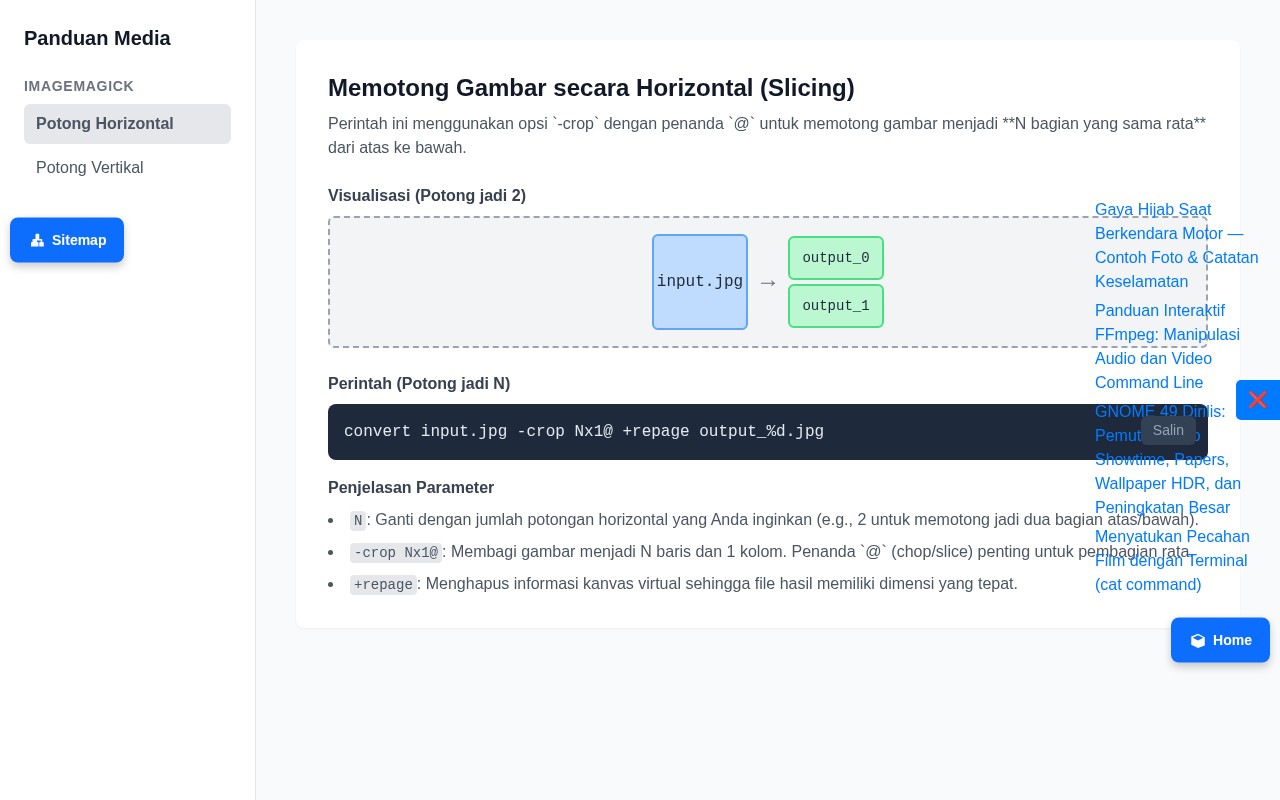 Panduan Media
IMAGEMAGICK
Potong Horizontal
Potong Vertikal
Sitemap
Memotong Gambar secara Horizontal (Slicing)
Perintah ini menggunakan opsi `-crop` dengan penanda `@` untuk memotong gambar menjadi **N bagian yang sama rata**
dari atas ke bawah.
Visualisasi (Potong jadi 2)
input.jpg
→
output_0
output_1
Perintah (Potong jadi N)
convert input.jpg -crop Nx1@ +repage output_%d.jpg
Salin
Penjelasan Parameter
• N: Ganti dengan jumlah potongan horizontal yang Anda inginkan (e.g., 2 untuk memotong jadi dua bagian atas/bawah).
• -crop Nx1@: Membagi gambar menjadi N baris dan 1 kolom. Penanda `@` (chop/slice) penting untuk pembagian rata.
• +repage: Menghapus informasi kanvas virtual sehingga file hasil memiliki dimensi yang tepat.
Gaya Hijab Saat
Berkendara Motor —
Contoh Foto & Catatan
Keselamatan
Panduan Interaktif
FFmpeg: Manipulasi
Audio dan Video
Command Line
GNOME 49 Dirilis:
Showtime, Papers,
Wallpaper HDR, dan
Peningkatan Besar
Menyatukan Pecahan
Film dengan Terminal
(cat command)
Home